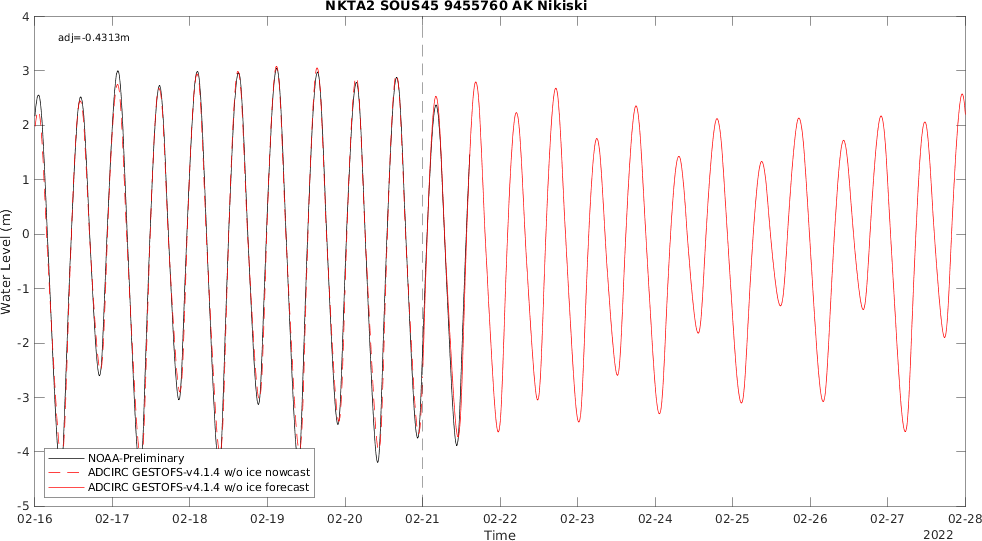 NKTA2 SOUS45 9455760 AK Nikiski
adj=-0.4313m
Water Level (m)
4
3
2
1
0
-1
-2
-3
-4
-5
NOAA-Preliminary
ADCIRC GESTOFS-v4.1.4 w/o ice nowcast
ADCIRC GESTOFS-v4.1.4 w/o ice forecast
02-16 02-17 02-18 02-19 02-20 02-21 02-22 02-23 02-24 02-25 02-26 02-27 02-28
Time
2022